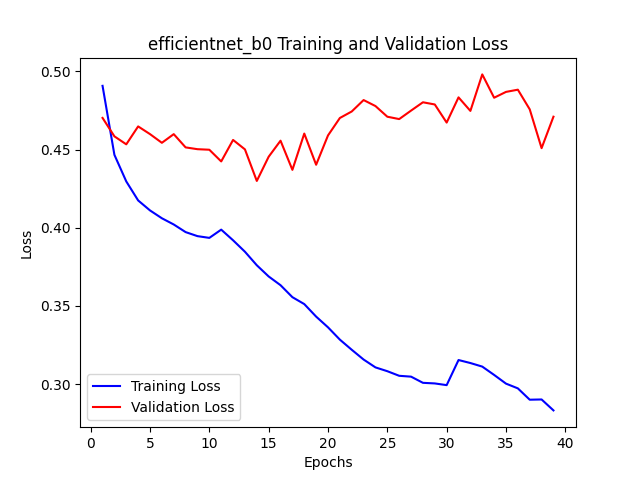 efficientnet_b0 Training and Validation Loss
0.50
0.45
0.40
0.35
0.30
Loss
Training Loss
Validation Loss
0 5 10 15 20 25 30 35 40
Epochs